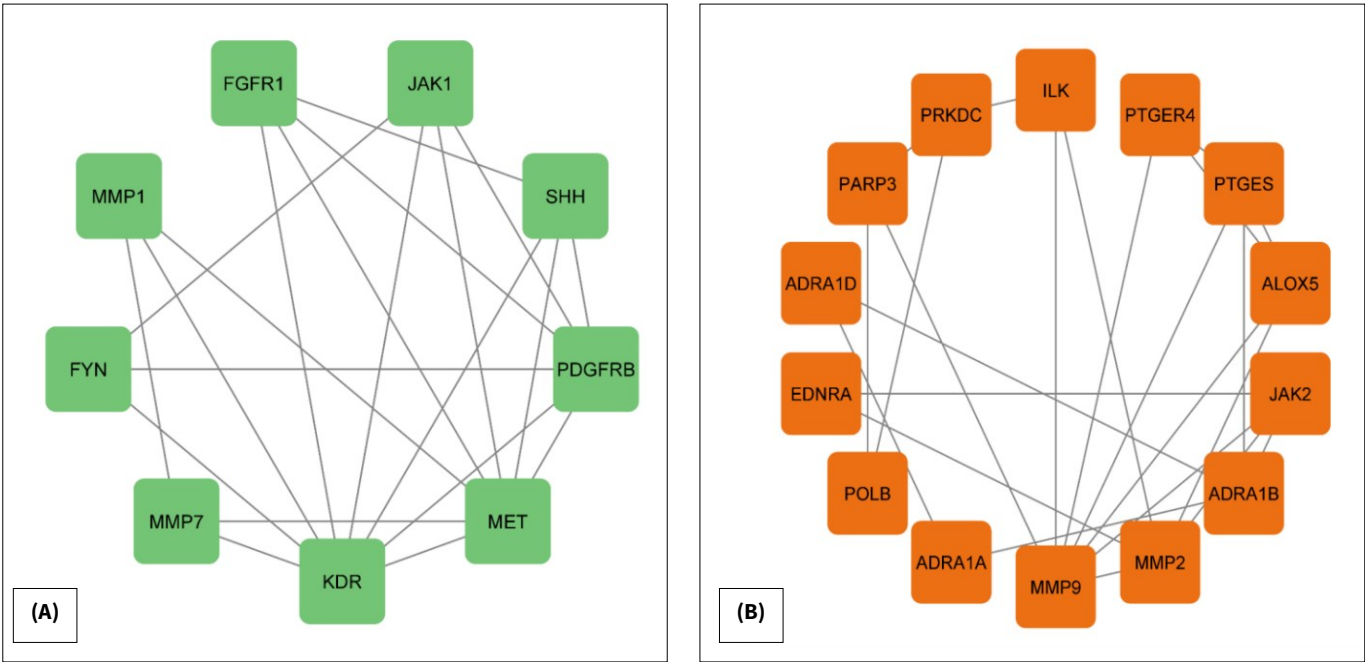 FGFR1
JAK1
MMP1
SHH
FYN
PDGFRB
MMP7
MET
KDR
(A)
ILK
PRKDC
PTGER4
PARP3
PTGES
ADRA1D
ALOX5
EDNRA
JAK2
POLB
ADRA1B
ADRA1A
MMP2
MMP9
(B)